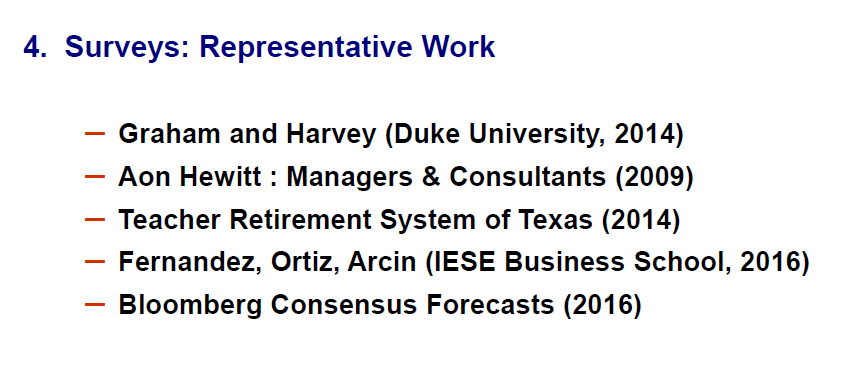 4. Surveys: Representative Work
— Graham and Harvey (Duke University, 2014)
— Aon Hewitt : Managers & Consultants (2009)
— Teacher Retirement System of Texas (2014)
— Fernandez, Ortiz, Arcin (IESE Business School, 2016)
— Bloomberg Consensus Forecasts (2016)